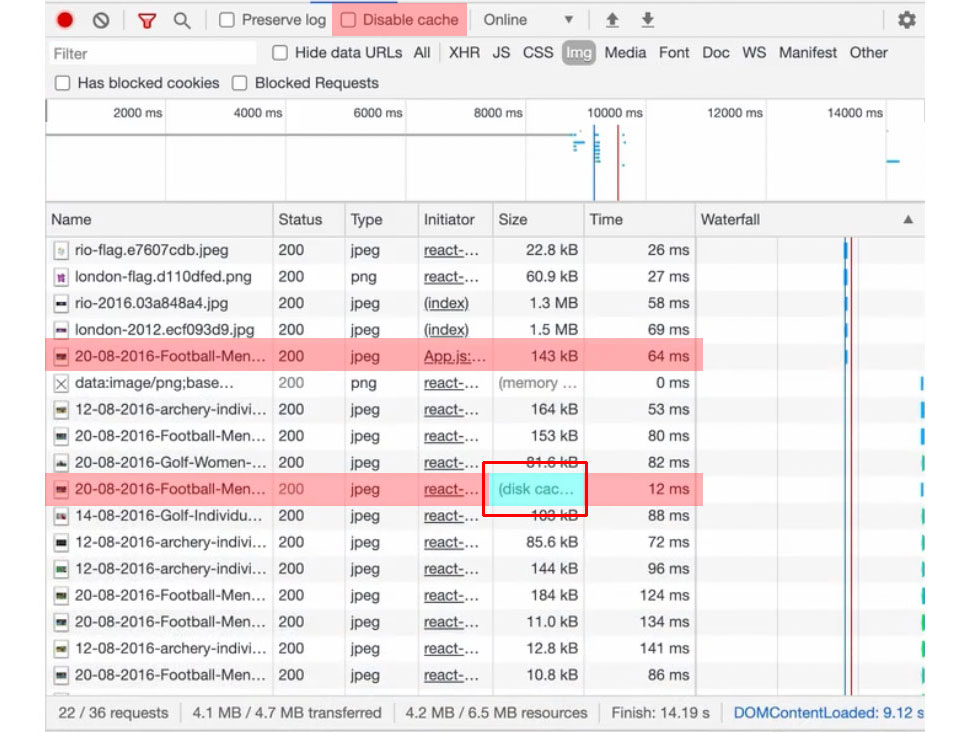 Preserve log Disable cache Online
Filter Hide data URLs All XHR JS CSS Img Media Font Doc WS Manifest Other
Has blocked cookies Blocked Requests
2000 ms 4000 ms 6000 ms 8000 ms 10000 ms 12000 ms 14000 ms
Name Status Type Initiator Size Time Waterfall
rio-flag.e7607cdb.jpeg 200 jpeg react-... 22.8 kB 26 ms
london-flag.d110dfed.png 200 png react-... 60.9 kB 27 ms
rio-2016.03a848a4.jpg 200 jpeg (index) 1.3 MB 58 ms
london-2012.ecf093d9.jpg 200 jpeg (index) 1.5 MB 69 ms
20-08-2016-Football-Men... 200 jpeg App.js:... 143 kB 64 ms
data:image/png;base... 200 png react-... (memory ... 0 ms
12-08-2016-archery-indivi... 200 jpeg react-... 164 kB 53 ms
20-08-2016-Football-Men... 200 jpeg react-... 153 kB 80 ms
20-08-2016-Golf-Women-... 200 jpeg react-... 81.6 kB 82 ms
20-08-2016-Football-Men... 200 jpeg react-... (disk cac... 12 ms
14-08-2016-Golf-Individu... 200 jpeg react-... 103 kB 88 ms
12-08-2016-archery-indivi... 200 jpeg react-... 85.6 kB 72 ms
12-08-2016-archery-indivi... 200 jpeg react-... 144 kB 96 ms
20-08-2016-Football-Men... 200 jpeg react-... 184 kB 124 ms
20-08-2016-Football-Men... 200 jpeg react-... 11.0 kB 134 ms
12-08-2016-archery-indivi... 200 jpeg react-... 12.8 kB 141 ms
20-08-2016-Football-Men... 200 jpeg react-... 10.8 kB 86 ms
22 / 36 requests 4.1 MB / 4.7 MB transferred 4.2 MB / 6.5 MB resources Finish: 14.19 s DOMContentLoaded: 9.12 s